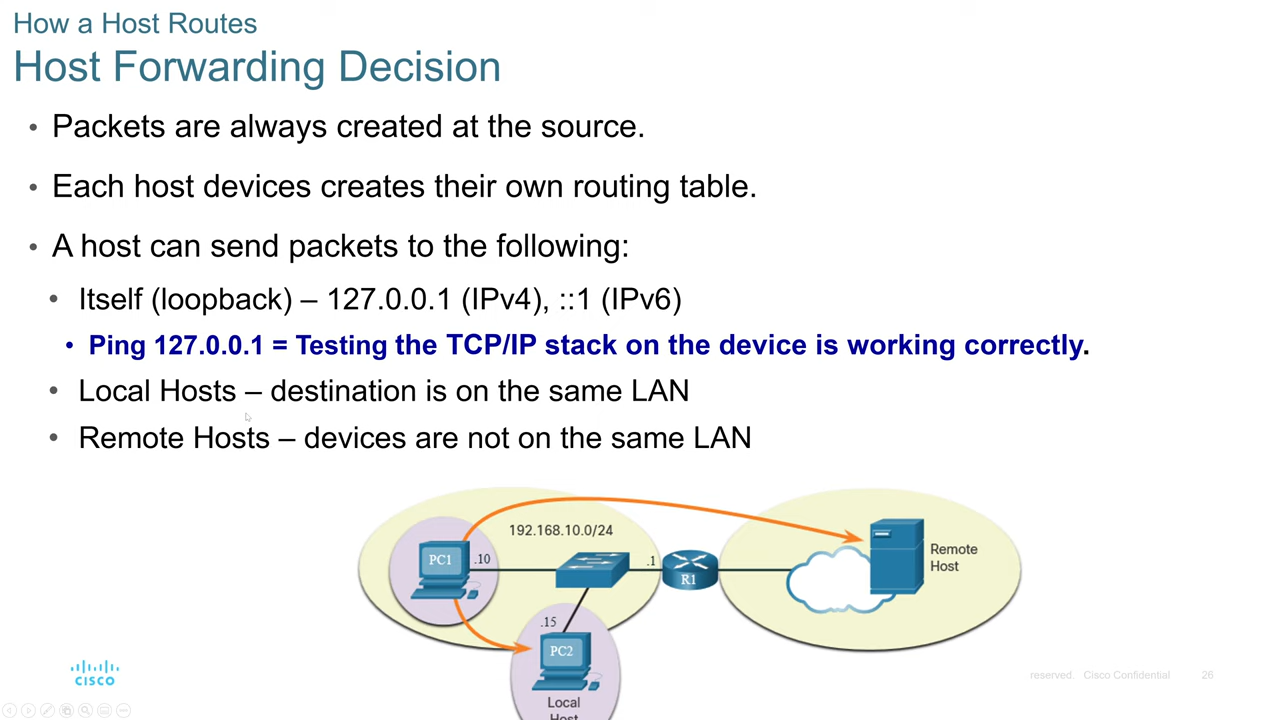 How a Host Routes
Host Forwarding Decision
• Packets are always created at the source.
• Each host devices creates their own routing table.
• A host can send packets to the following:
• Itself (loopback) – 127.0.0.1 (IPv4), ::1 (IPv6)
• Ping 127.0.0.1 = Testing the TCP/IP stack on the device is working correctly.
• Local Hosts – destination is on the same LAN
• Remote Hosts – devices are not on the same LAN
192.168.10.0/24
PC1
.10
.1
R1
Remote
Host
.15
PC2
Local
Host
CISCO
reserved. Cisco Confidential
26